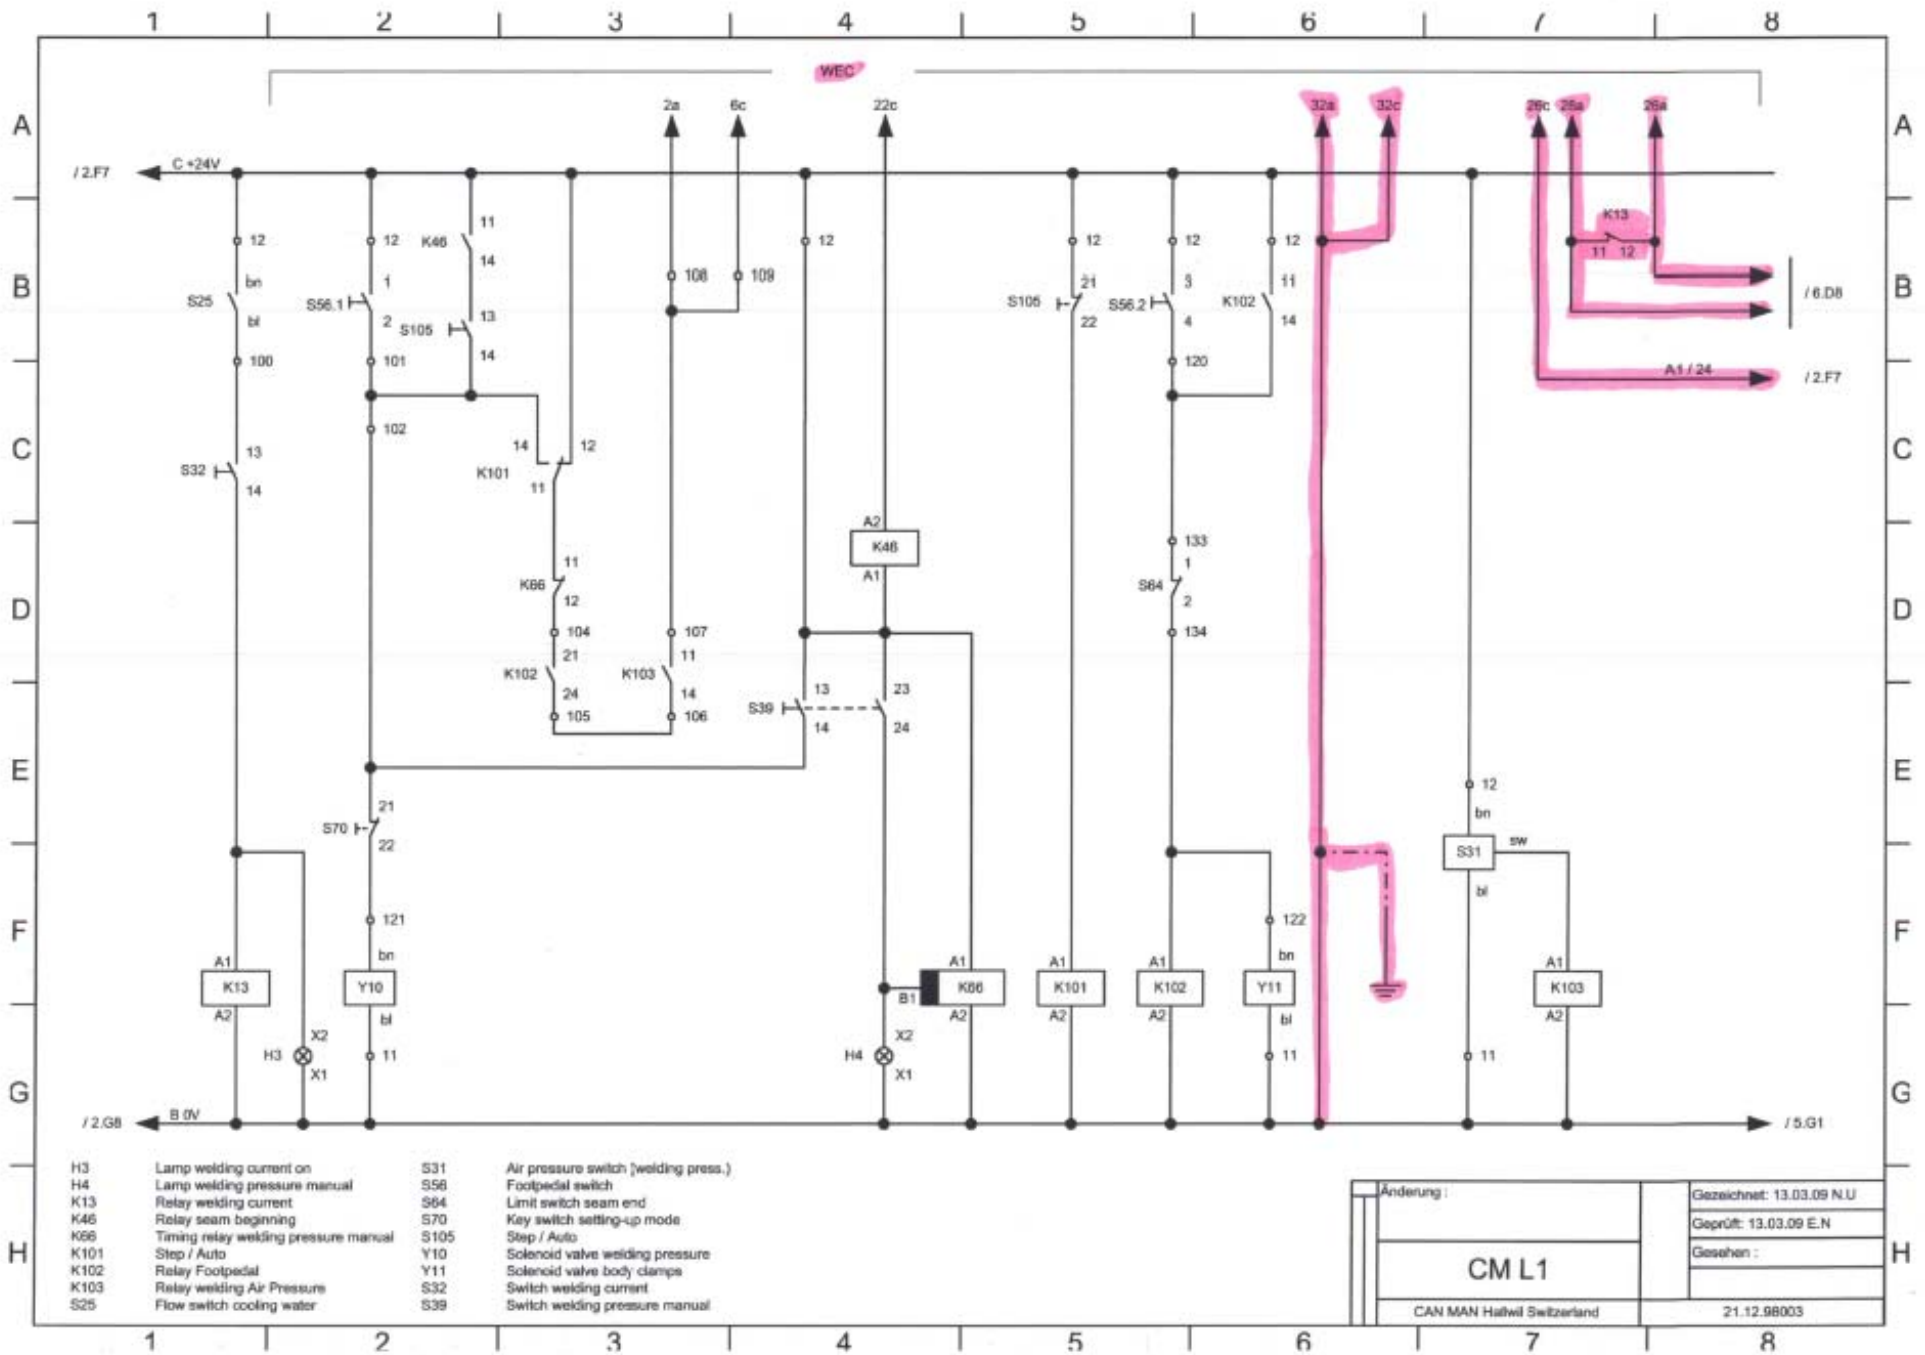 1 2 3 4 5 6 7 8
WEC
2a 6c 22c 32a 32c 26c 28a 26a
A A
/ 2.F7 C +24V
11 K13
12 12 K46 12 12 12 12 11 12
14
B 108 109 B
bn 1 21 3 11 / 6.D8
S25 S56.1 S105 S56.2 K102
bl 2 13 22 4 14
S105
14
100 101 120
A1 / 24 / 2.F7
102
C 14 12 C
13
S32 K101
14 11
A2
K46
A1
133
11 1
K66 S64
12 2
D D
104 107 134
21 11
K102 K103
24 14
13 23
S39
14 24
105 106
E E
12
21 bn
S70
22 S31 sw
bl
121 122
F F
bn bn
A1 A1 A1 A1 A1
K13 Y10 B1 K66 K101 K102 Y11 K103
A2 A2 A2 A2 A2
bl bl
X2 X2
H3 11 H4 11 11
X1 X1
G G
/ 2.G8 B 0V / 5.G1
H3 Lamp welding current on S31 Air pressure switch (welding press.)
H4 Lamp welding pressure manual S56 Footpedal switch
K13 Relay welding current S64 Limit switch seam end
K46 Relay seam beginning S70 Key switch setting-up mode
K66 Timing relay welding pressure manual S105 Step / Auto
K101 Step / Auto Y10 Solenoid valve welding pressure
K102 Relay Footpedal Y11 Solenoid valve body clamps
K103 Relay welding Air Pressure S32 Switch welding current
S25 Flow switch cooling water S39 Switch welding pressure manual
H H
Änderung :
Gezeichnet: 13.03.09 N.U
Geprüft: 13.03.09 E.N
Gesehen :
CM L1
CAN MAN Hallwil Switzerland 21.12.98003
1 2 3 4 5 6 7 8